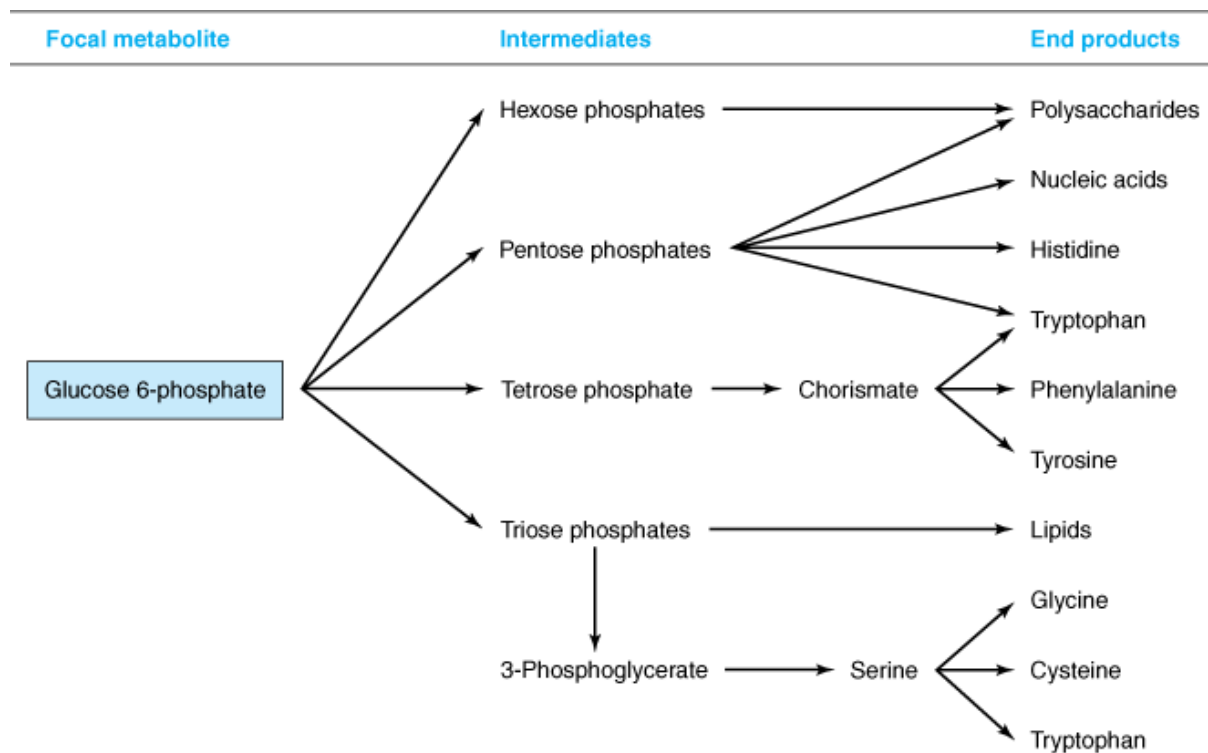 Focal metabolite Intermediates End products
Hexose phosphates Polysaccharides
Nucleic acids
Pentose phosphates Histidine
Tryptophan
Glucose 6-phosphate Tetrose phosphate Chorismate Phenylalanine
Tyrosine
Triose phosphates Lipids
Glycine
3-Phosphoglycerate Serine Cysteine
Tryptophan